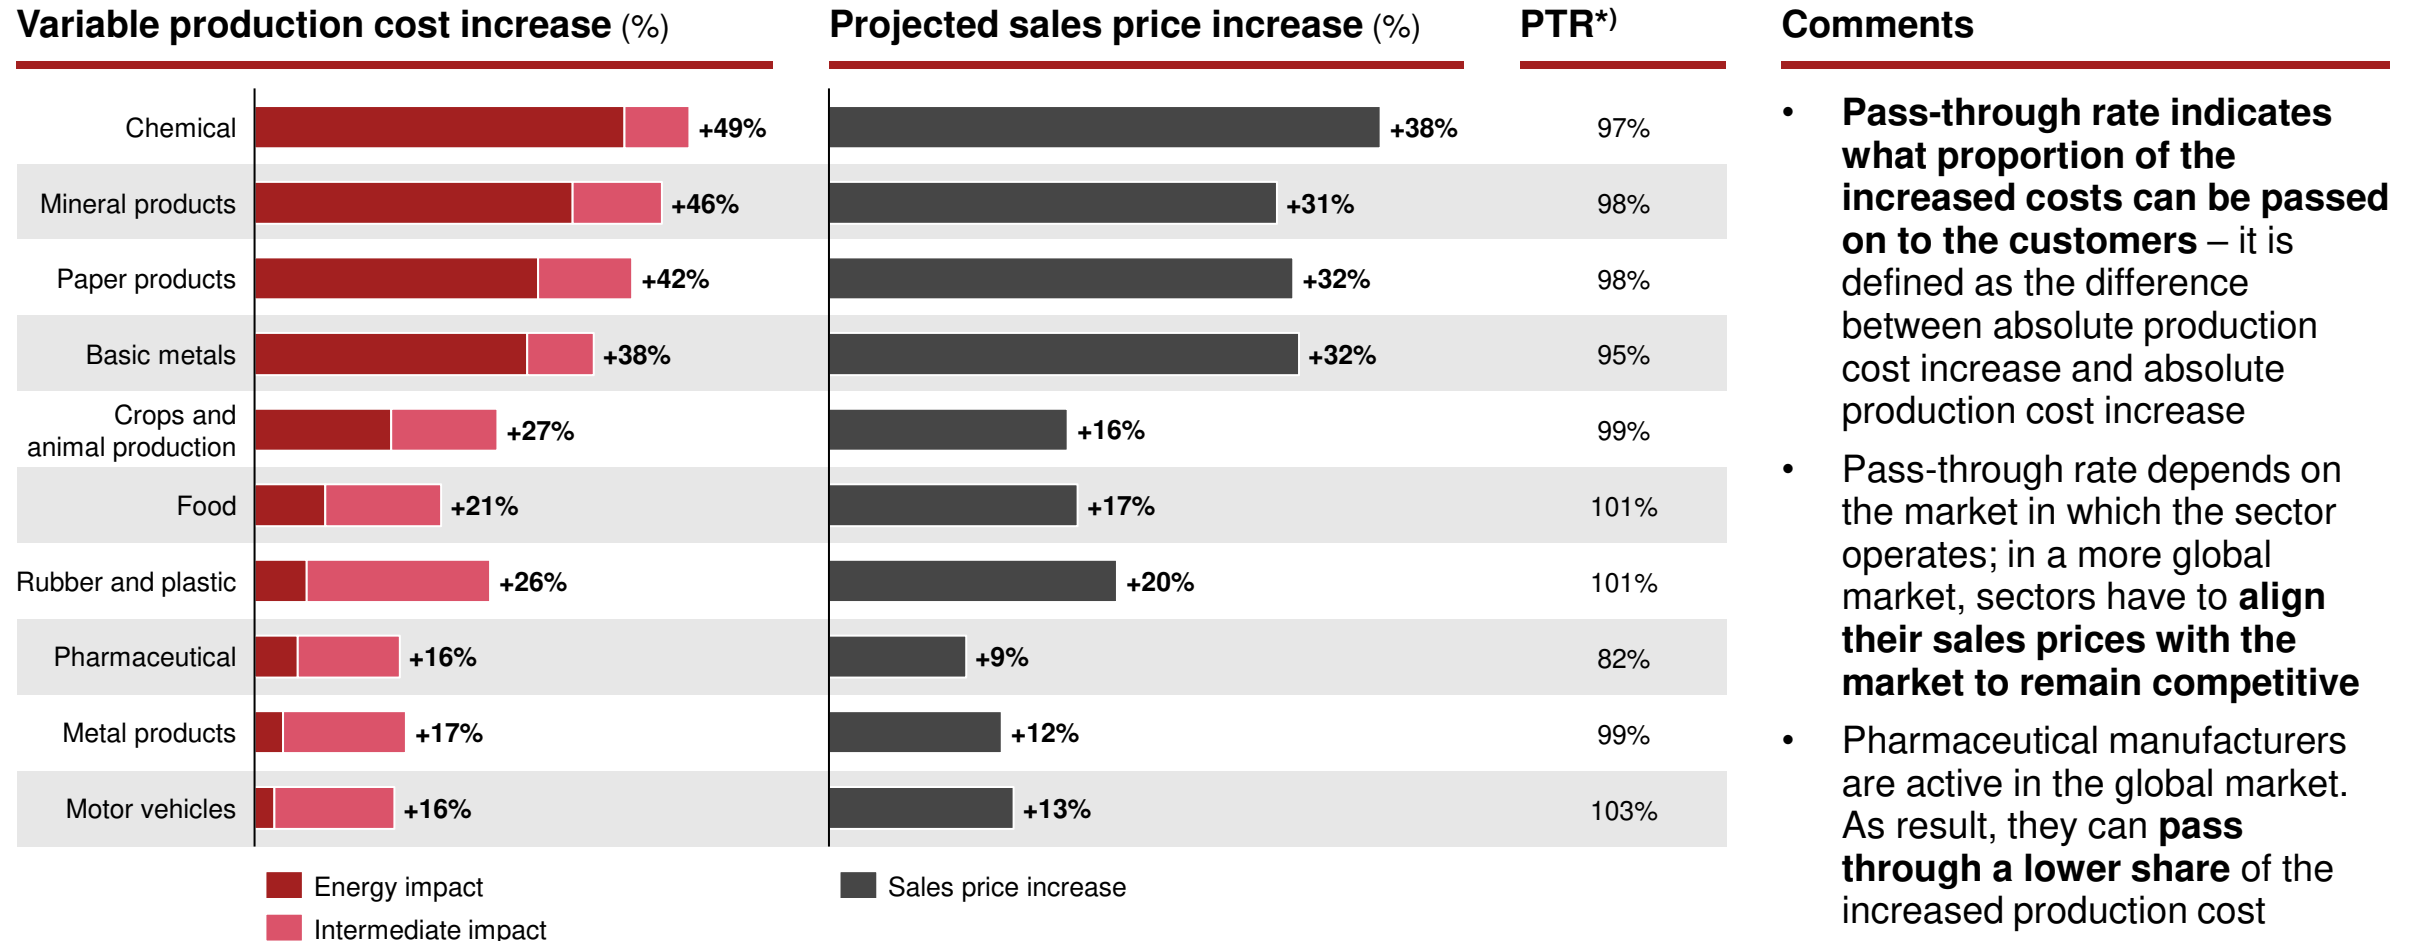 Variable production cost increase (%)
Projected sales price increase (%)
PTR*)
Comments
Chemical +49% +38% 97%
Mineral products +46% +31% 98%
Paper products +42% +32% 98%
Basic metals +38% +32% 95%
Crops and
animal production +27% +16% 99%
Food +21% +17% 101%
Rubber and plastic +26% +20% 101%
Pharmaceutical +16% +9% 82%
Metal products +17% +12% 99%
Motor vehicles +16% +13% 103%
Energy impact
Intermediate impact
Sales price increase
• Pass-through rate indicates
what proportion of the
increased costs can be passed
on to the customers – it is
defined as the difference
between absolute production
cost increase and absolute
production cost increase
• Pass-through rate depends on
the market in which the sector
operates; in a more global
market, sectors have to align
their sales prices with the
market to remain competitive
• Pharmaceutical manufacturers
are active in the global market.
As result, they can pass
through a lower share of the
increased production cost